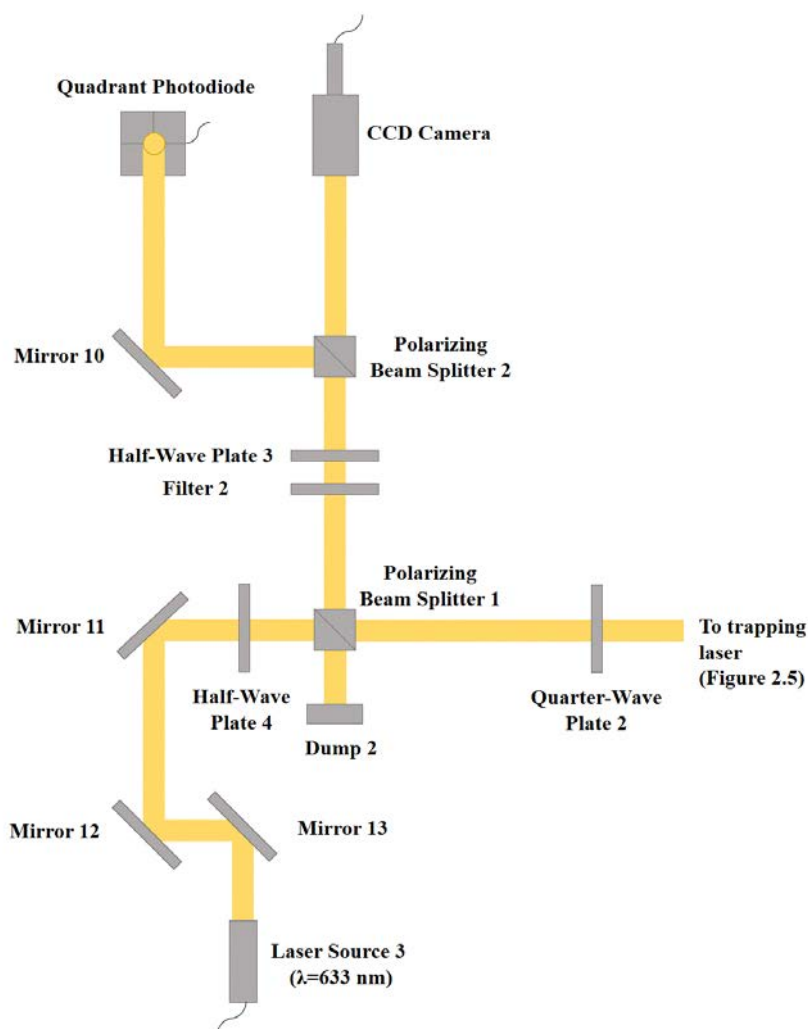 Quadrant Photodiode
CCD Camera
Mirror 10
Polarizing
Beam Splitter 2
Half-Wave Plate 3
Filter 2
Polarizing
Beam Splitter 1
Mirror 11
To trapping
laser
(Figure 2.5)
Half-Wave
Plate 4
Quarter-Wave
Plate 2
Dump 2
Mirror 12
Mirror 13
Laser Source 3
(λ=633 nm)